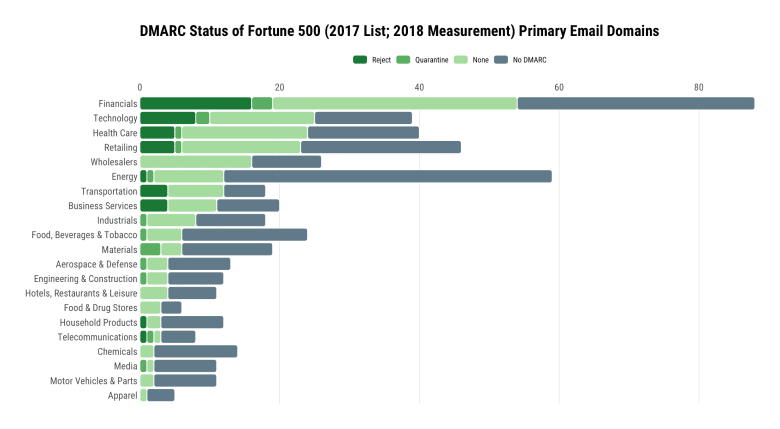 DMARC Status of Fortune 500 (2017 List; 2018 Measurement) Primary Email Domains
Reject Quarantine None No DMARC
0 20 40 60 80
Financials
Technology
Health Care
Retailing
Wholesalers
Energy
Transportation
Business Services
Industrials
Food, Beverages & Tobacco
Materials
Aerospace & Defense
Engineering & Construction
Hotels, Restaurants & Leisure
Food & Drug Stores
Household Products
Telecommunications
Chemicals
Media
Motor Vehicles & Parts
Apparel